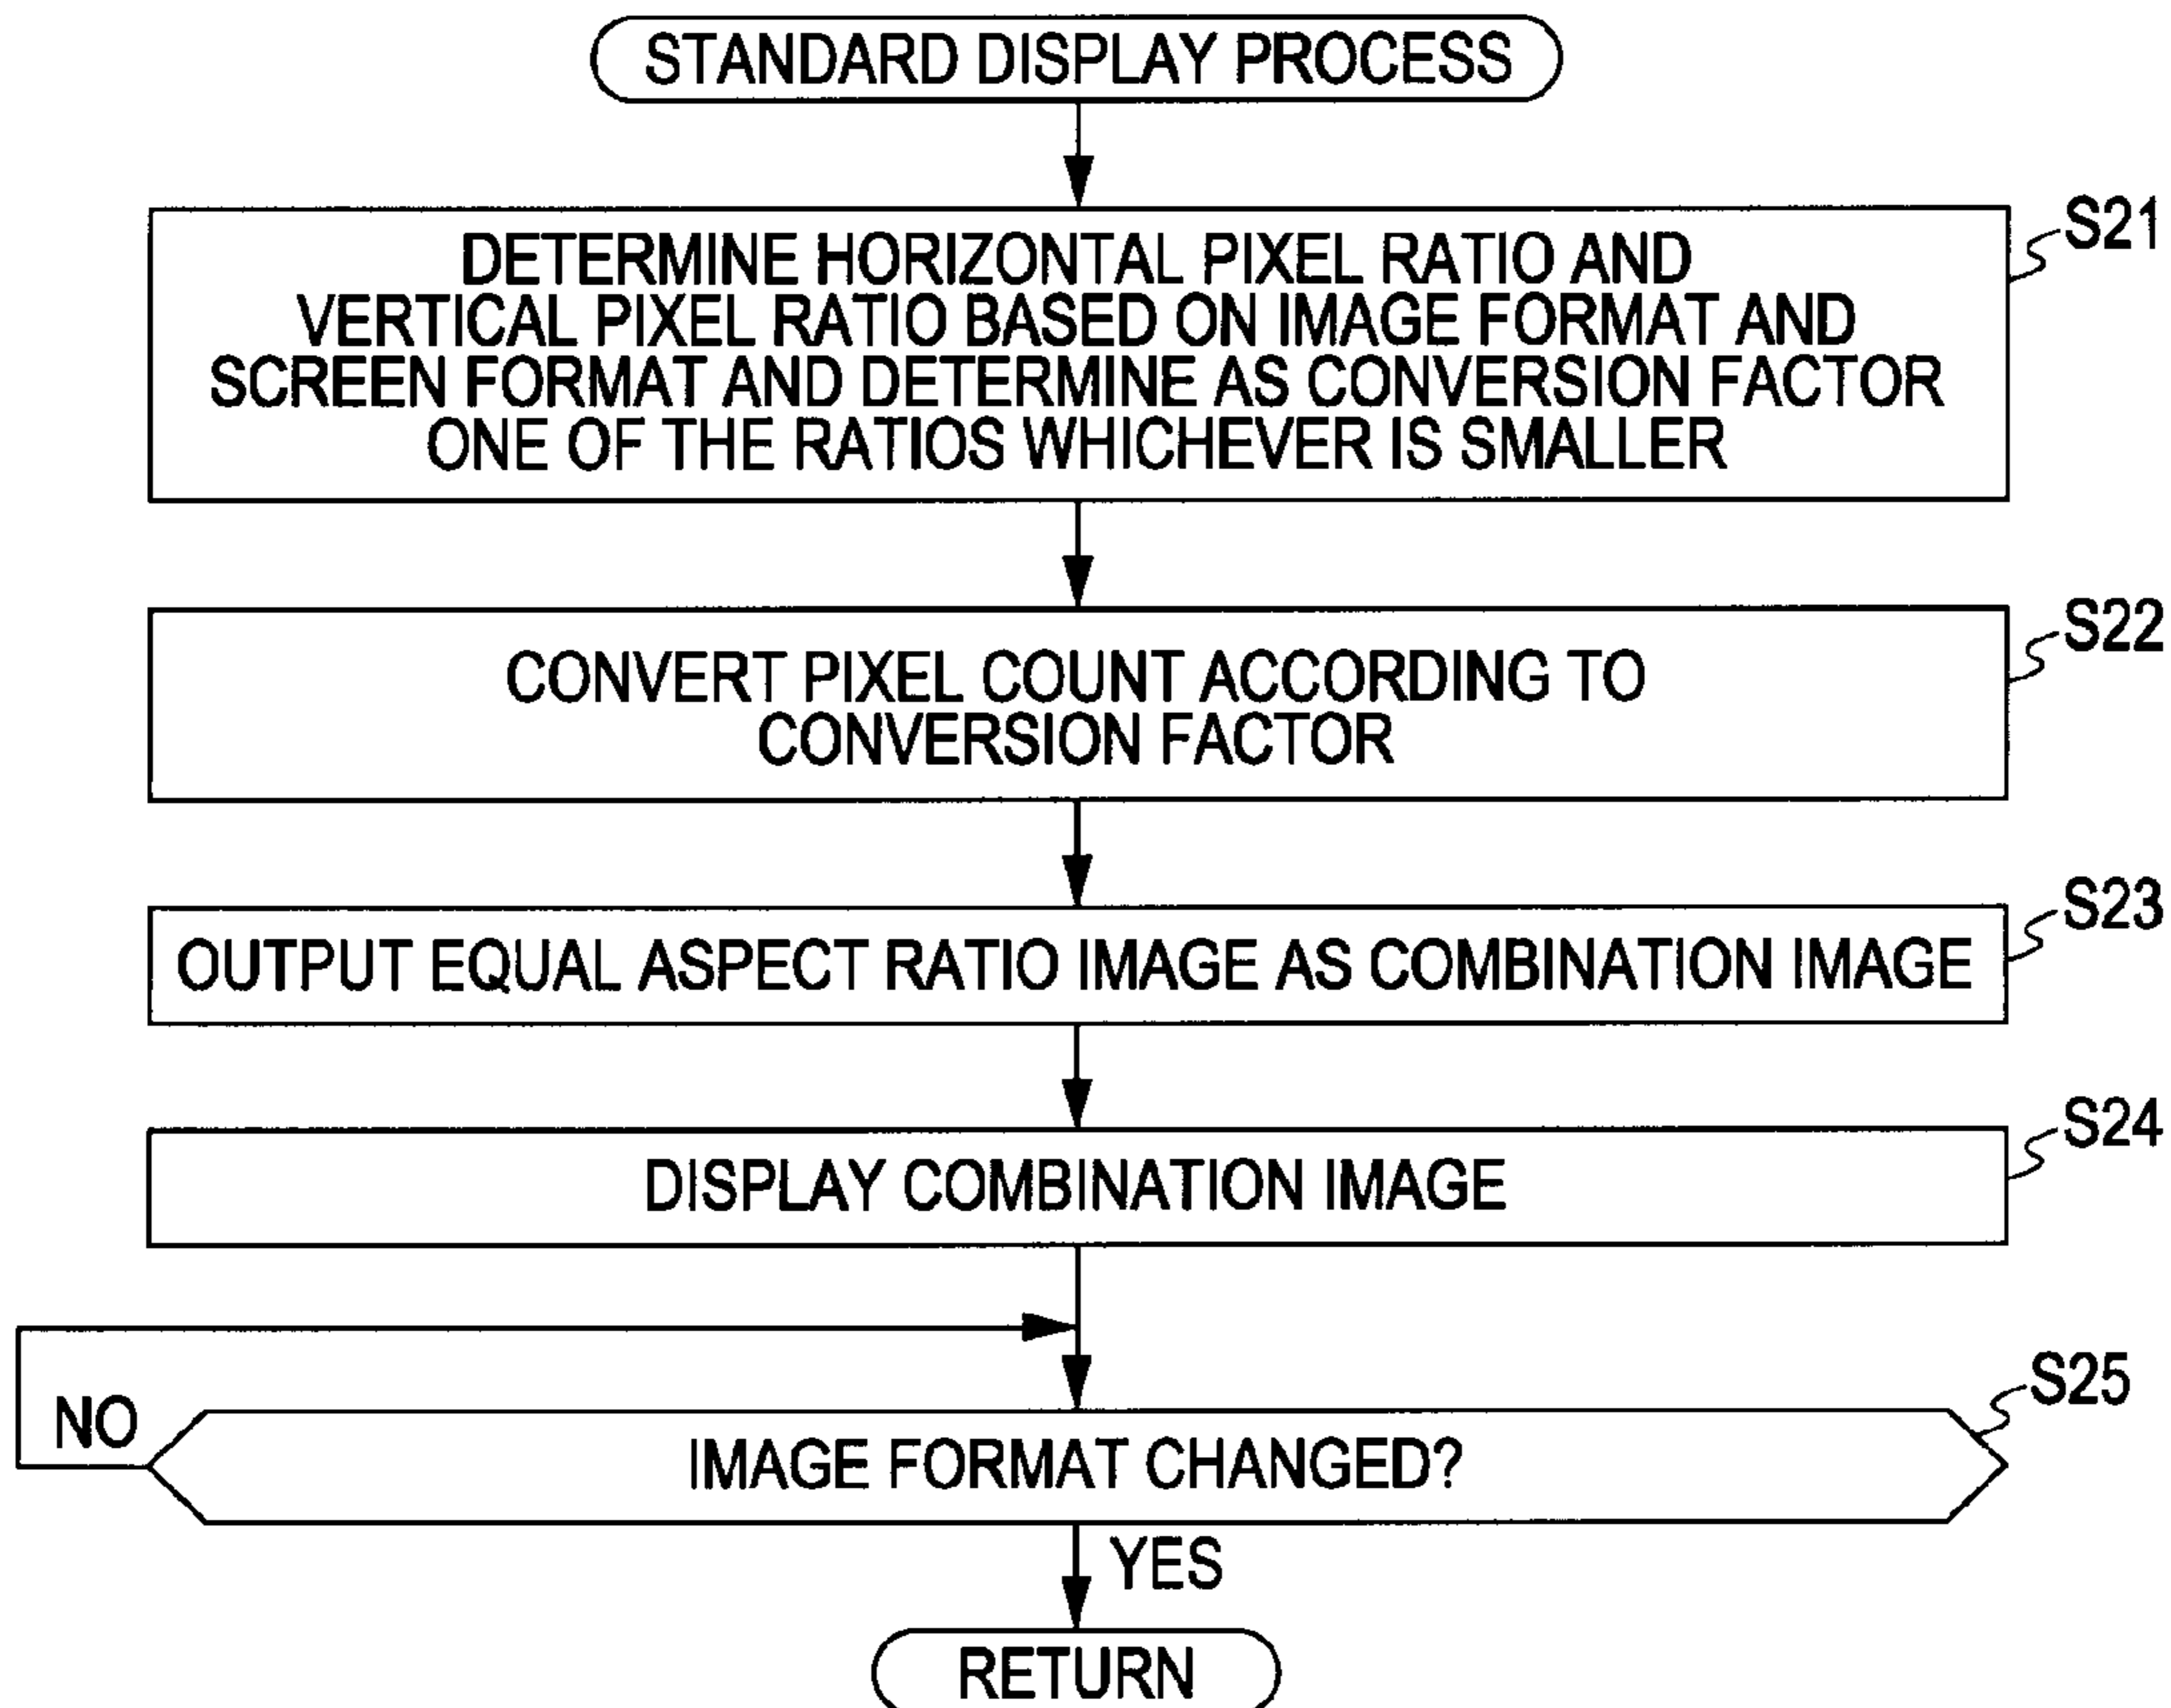 STANDARD DISPLAY PROCESS
S21
DETERMINE HORIZONTAL PIXEL RATIO AND
VERTICAL PIXEL RATIO BASED ON IMAGE FORMAT AND
SCREEN FORMAT AND DETERMINE AS CONVERSION FACTOR
ONE OF THE RATIOS WHICHEVER IS SMALLER
S22
CONVERT PIXEL COUNT ACCORDING TO
CONVERSION FACTOR
S23
OUTPUT EQUAL ASPECT RATIO IMAGE AS COMBINATION IMAGE
S24
DISPLAY COMBINATION IMAGE
S25
NO
IMAGE FORMAT CHANGED?
YES
RETURN